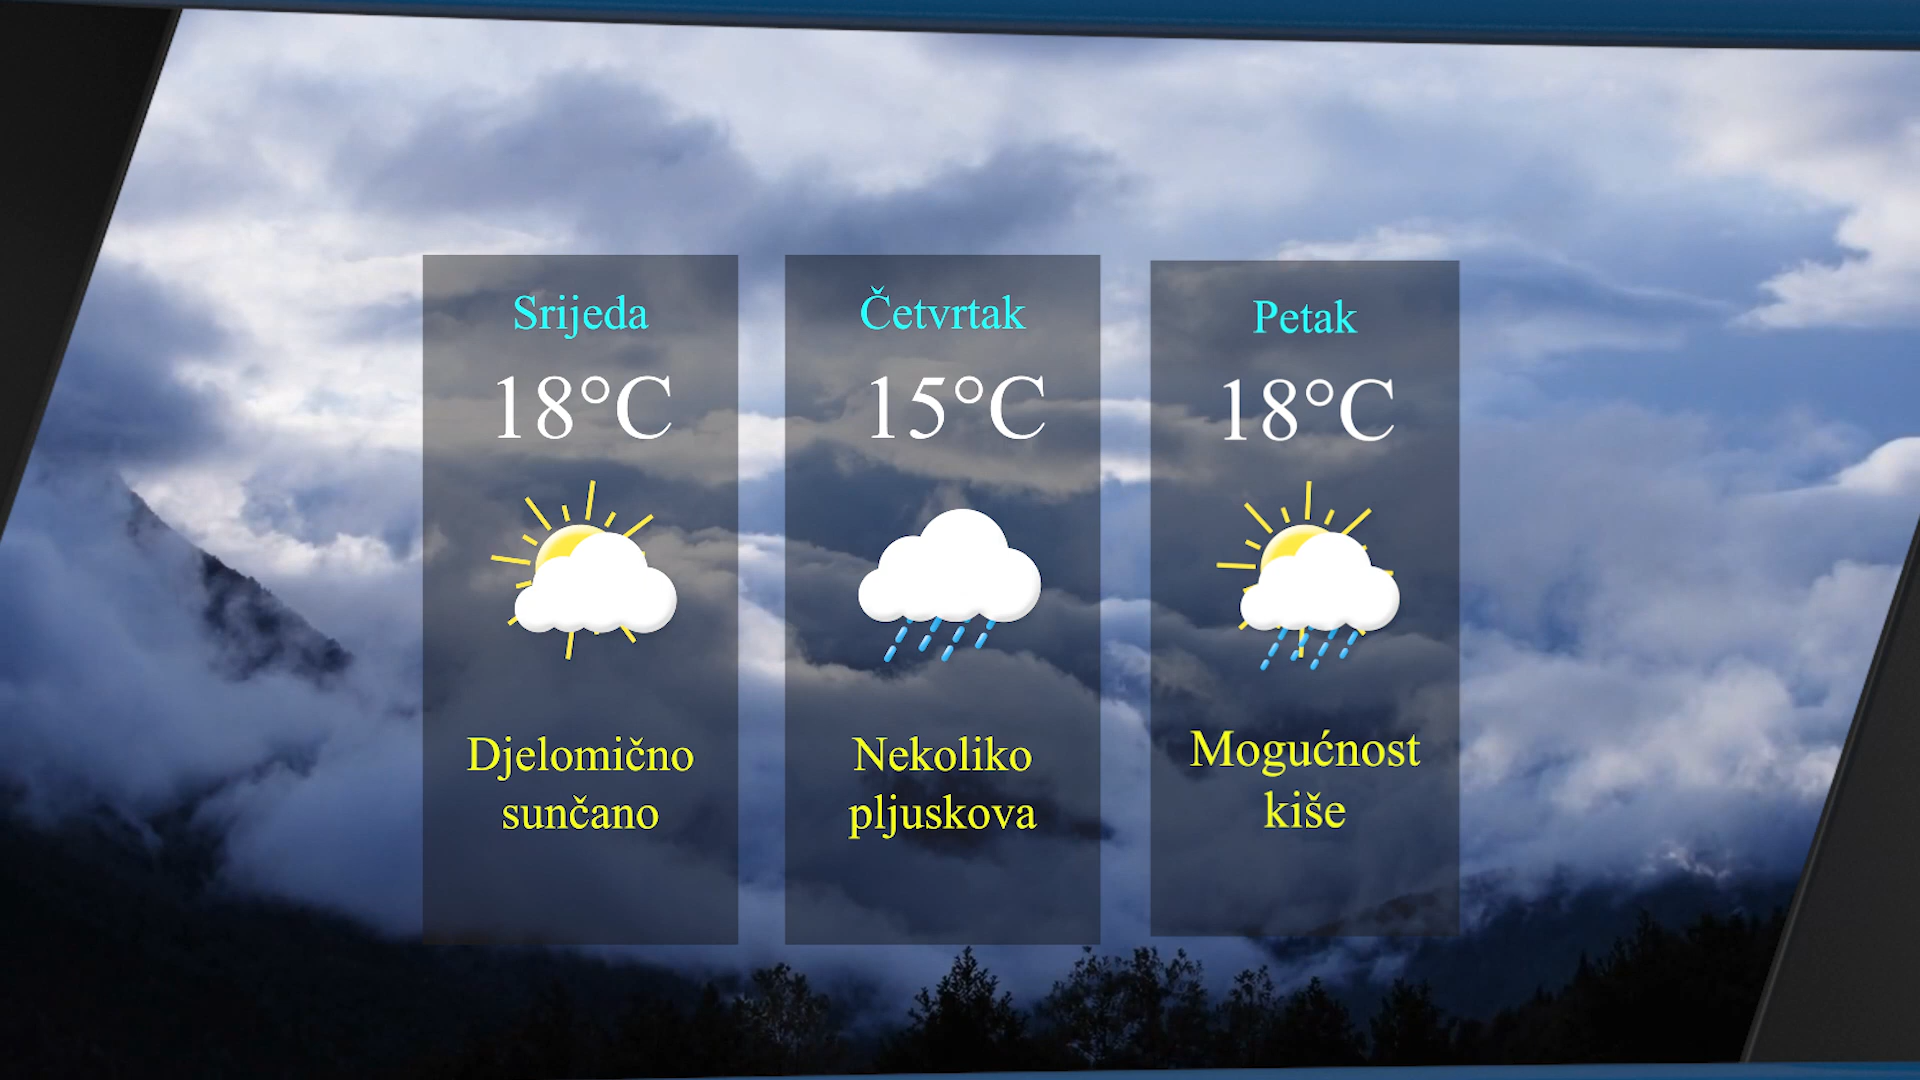 Srijeda
18°C
Djelomično
sunčano
Četvrtak
15°C
Nekoliko
pljuskova
Petak
18°C
Mogućnost
kiše